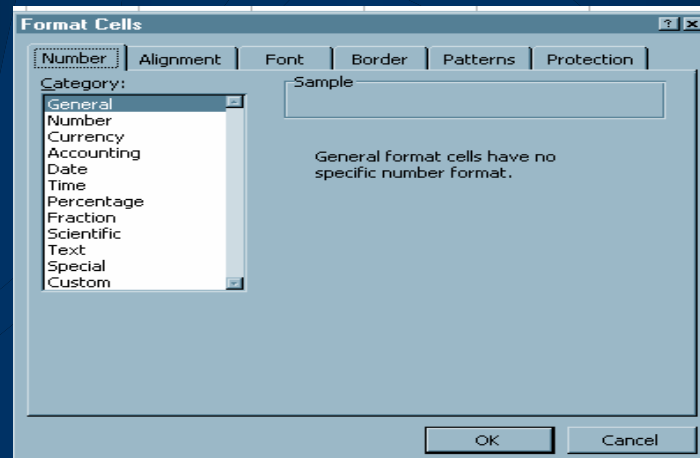 Format Cells
Number Alignment Font Border Patterns Protection
Category:
Sample
General
Number
Currency
Accounting
Date
Time
Percentage
Fraction
Scientific
Text
Special
Custom
General format cells have no
specific number format.
OK Cancel